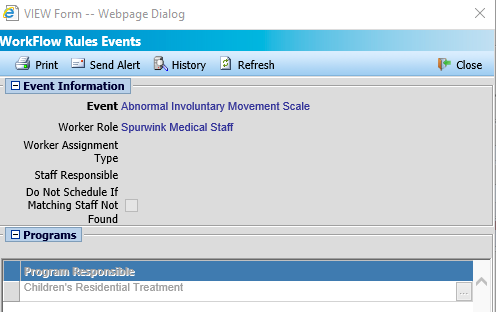 VIEW Form -- Webpage Dialog
WorkFlow Rules Events
Print Send Alert History Refresh Close
Event Information
Event Abnormal Involuntary Movement Scale
Worker Role Spurwink Medical Staff
Worker Assignment
Type
Staff Responsible
Do Not Schedule If
Matching Staff Not
Found
Programs
Program Responsible
Children's Residential Treatment ...